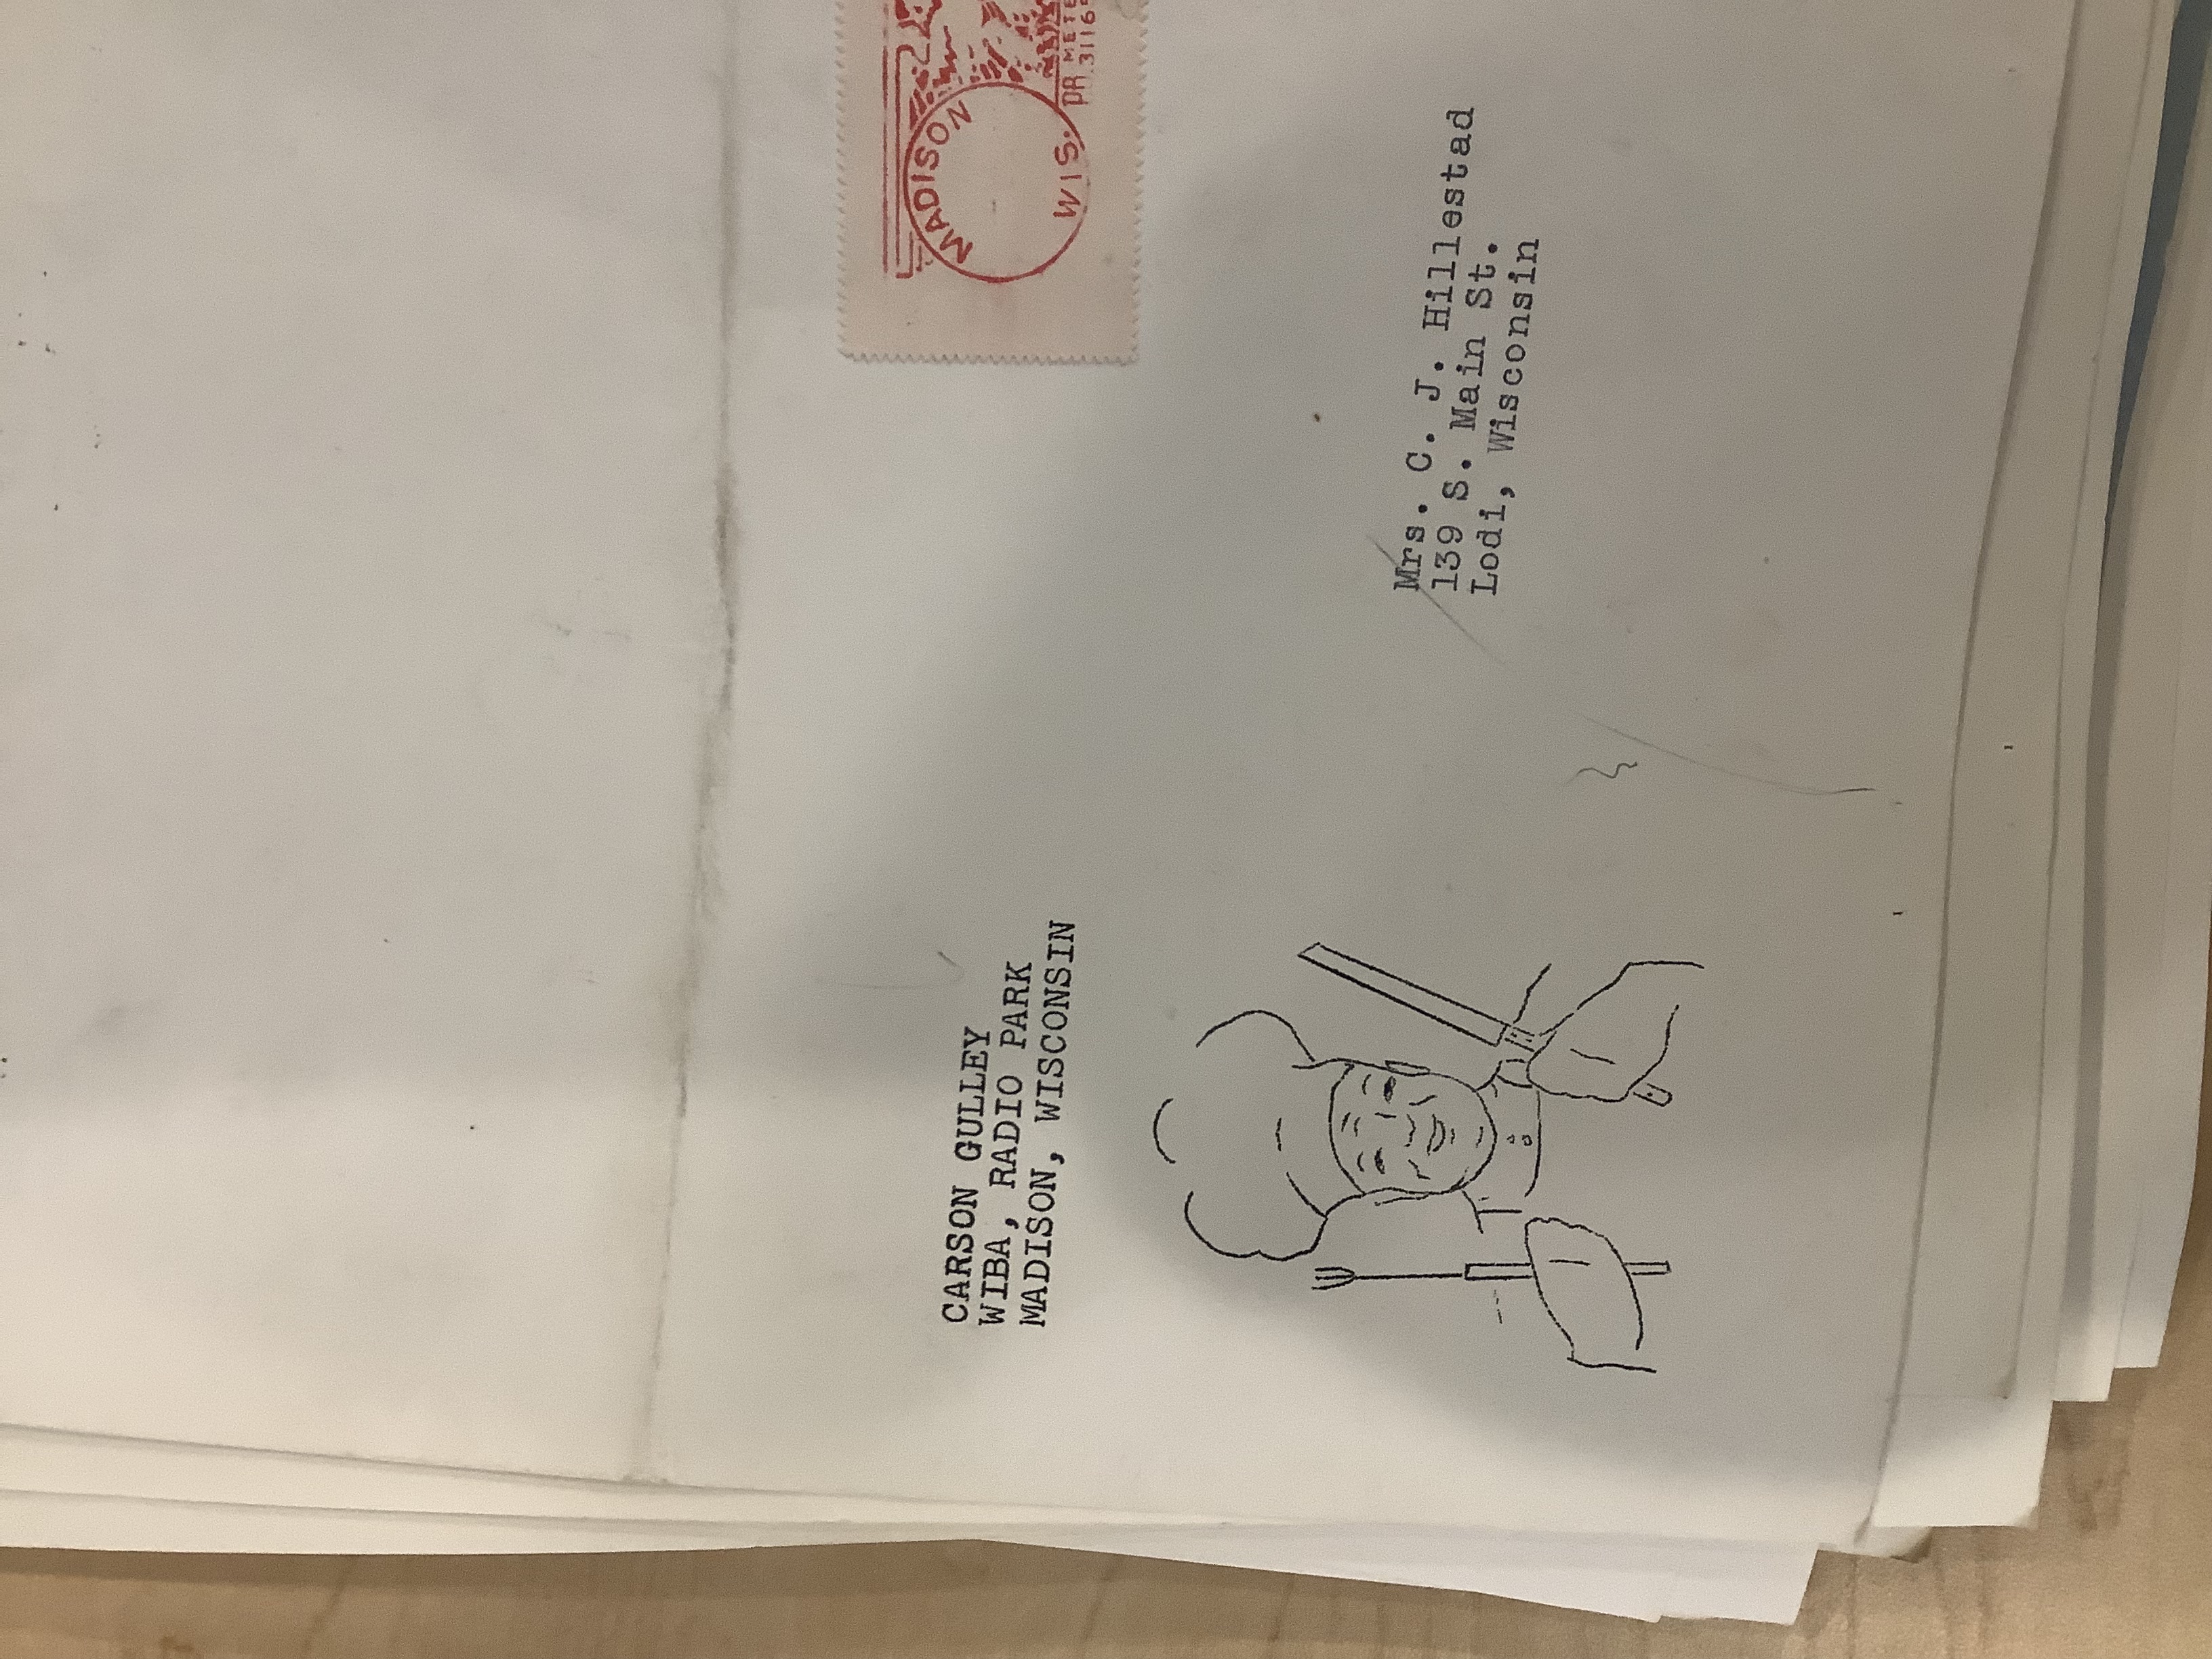 CARSON GULLEY
WIBA, RADIO PARK
MADISON, WISCONSIN
MADISON
WIS.
Mrs. C. J. Hillestad
139 S. Main St.
Lodi, Wisconsin